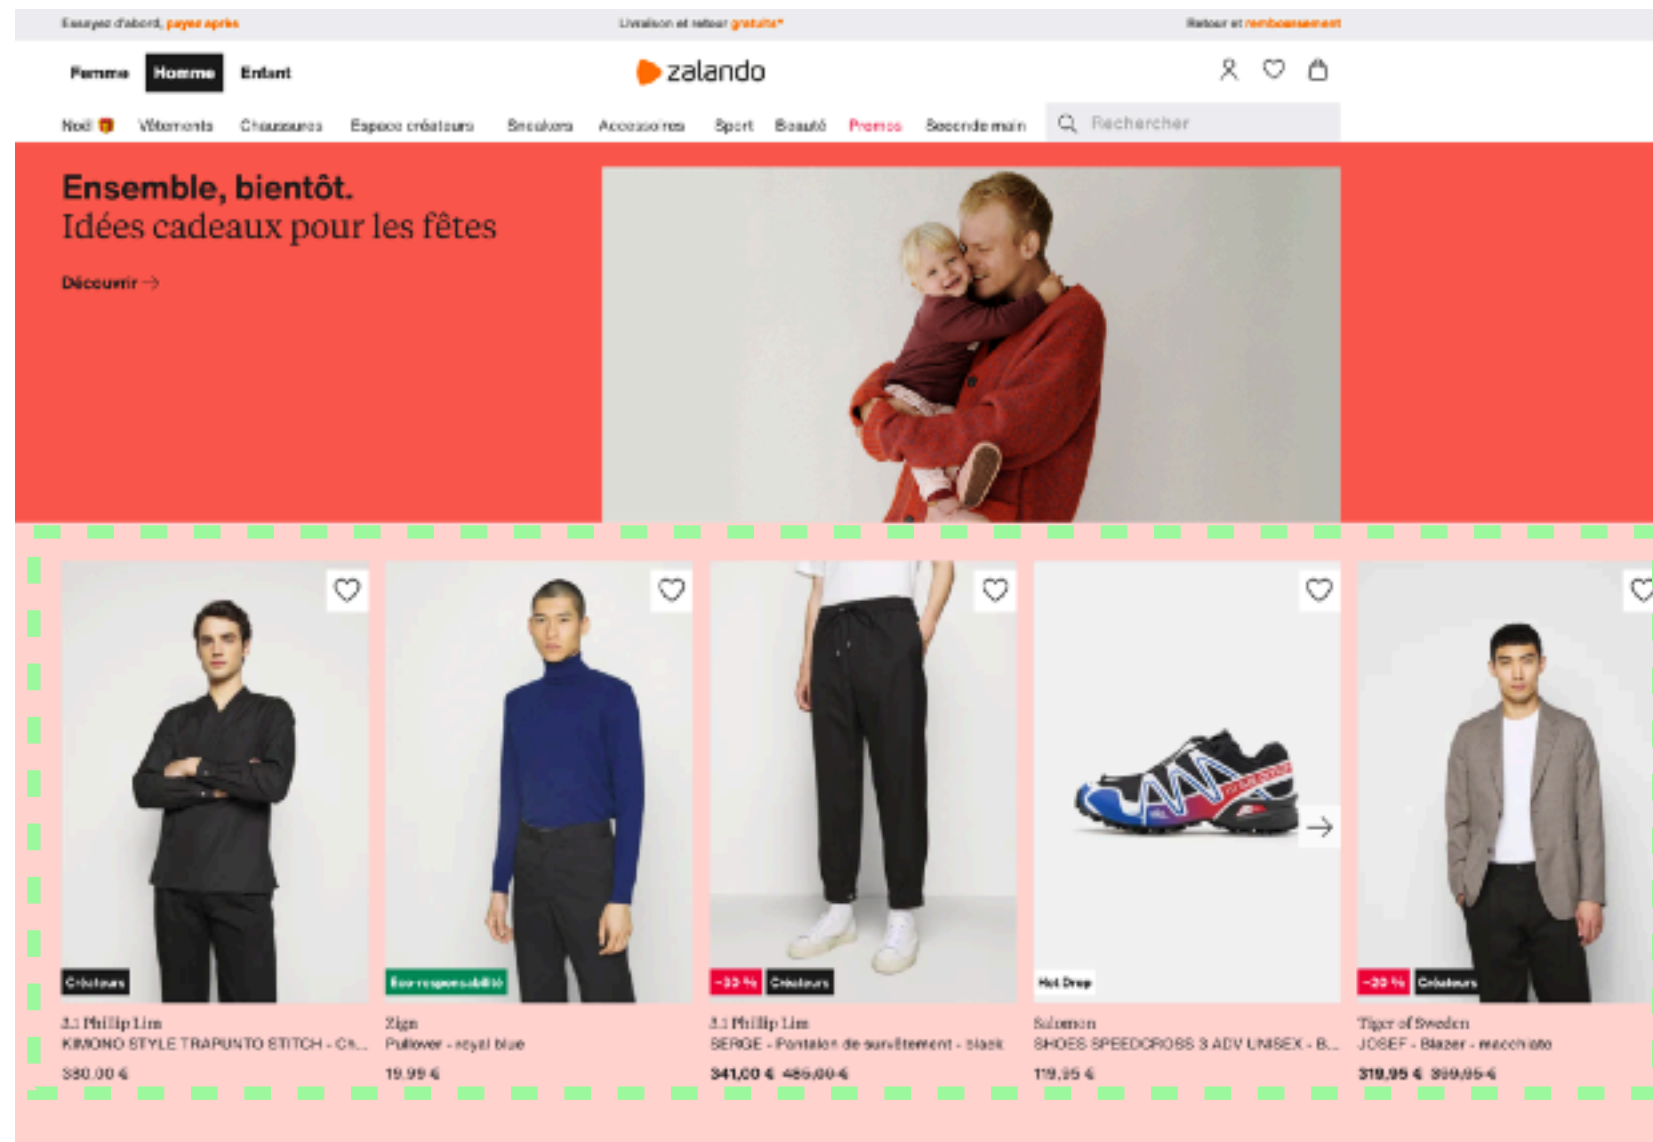 Essayez d'abord, payez après
Livraison et retour gratuits*
Retour et remboursement
Femme Homme Enfant
zalando
Noël Vêtements Chaussures Espace créateurs Sneakers Accessoires Sport Beauté Promos Seconde main Rechercher
Ensemble, bientôt.
Idées cadeaux pour les fêtes
Découvrir →
Créateurs
Éco-responsabilité
Créateurs
Hot Drop
Créateurs
3.1 Phillip Lim
KIMONO STYLE TRAPUNTO STITCH - Ch...
380,00 €
Zign
Pullover - royal blue
19,99 €
3.1 Phillip Lim
SERGE - Pantalon de survêtement - black
341,00 €
Salomon
SHOES SPEEDCROSS 3 ADV UNISEX - B...
119,95 €
Tiger of Sweden
JOSEF - Blazer - macchiato
319,95 € 399,95 €